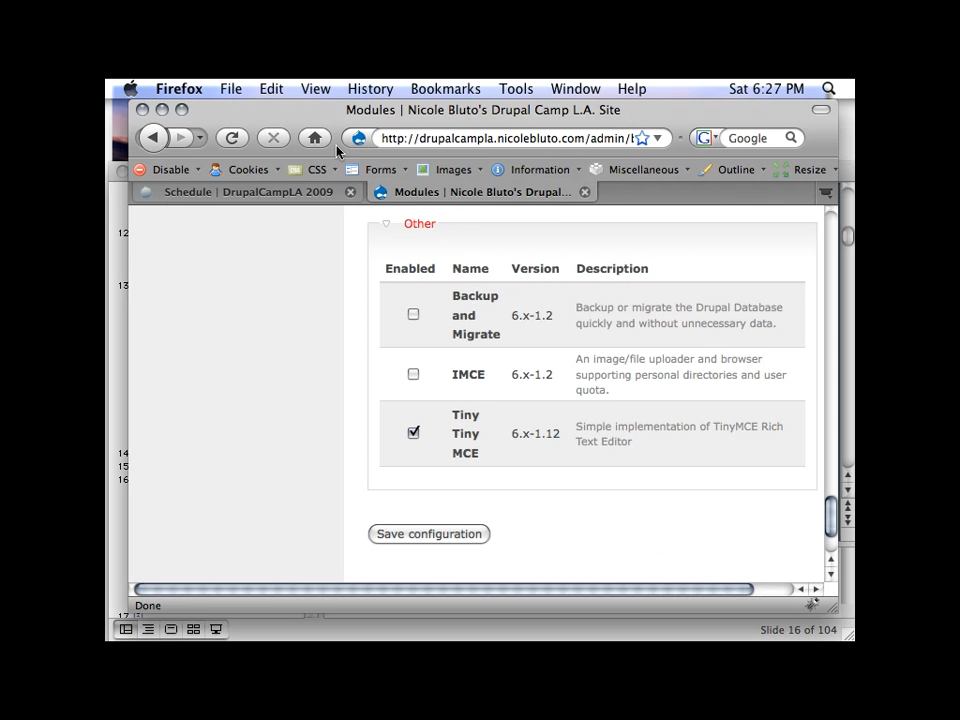 Firefox File Edit View History Bookmarks Tools Window Help Sat 6:27 PM
Modules | Nicole Bluto's Drupal Camp L.A. Site
http://drupalcampla.nicolebluto.com/admin/b Google
Disable Cookies CSS Forms Images Information Miscellaneous Outline Resize
Schedule | DrupalCampLA 2009 Modules | Nicole Bluto's Drupal...
Other
Enabled Name Version Description
Backup
and
Migrate
6.x-1.2
Backup or migrate the Drupal Database
quickly and without unnecessary data.
IMCE
6.x-1.2
An image/file uploader and browser
supporting personal directories and user
quota.
Tiny
Tiny
MCE
6.x-1.12
Simple implementation of TinyMCE Rich
Text Editor
Save configuration
12
13
14
15
16
Done
17
Slide 16 of 104